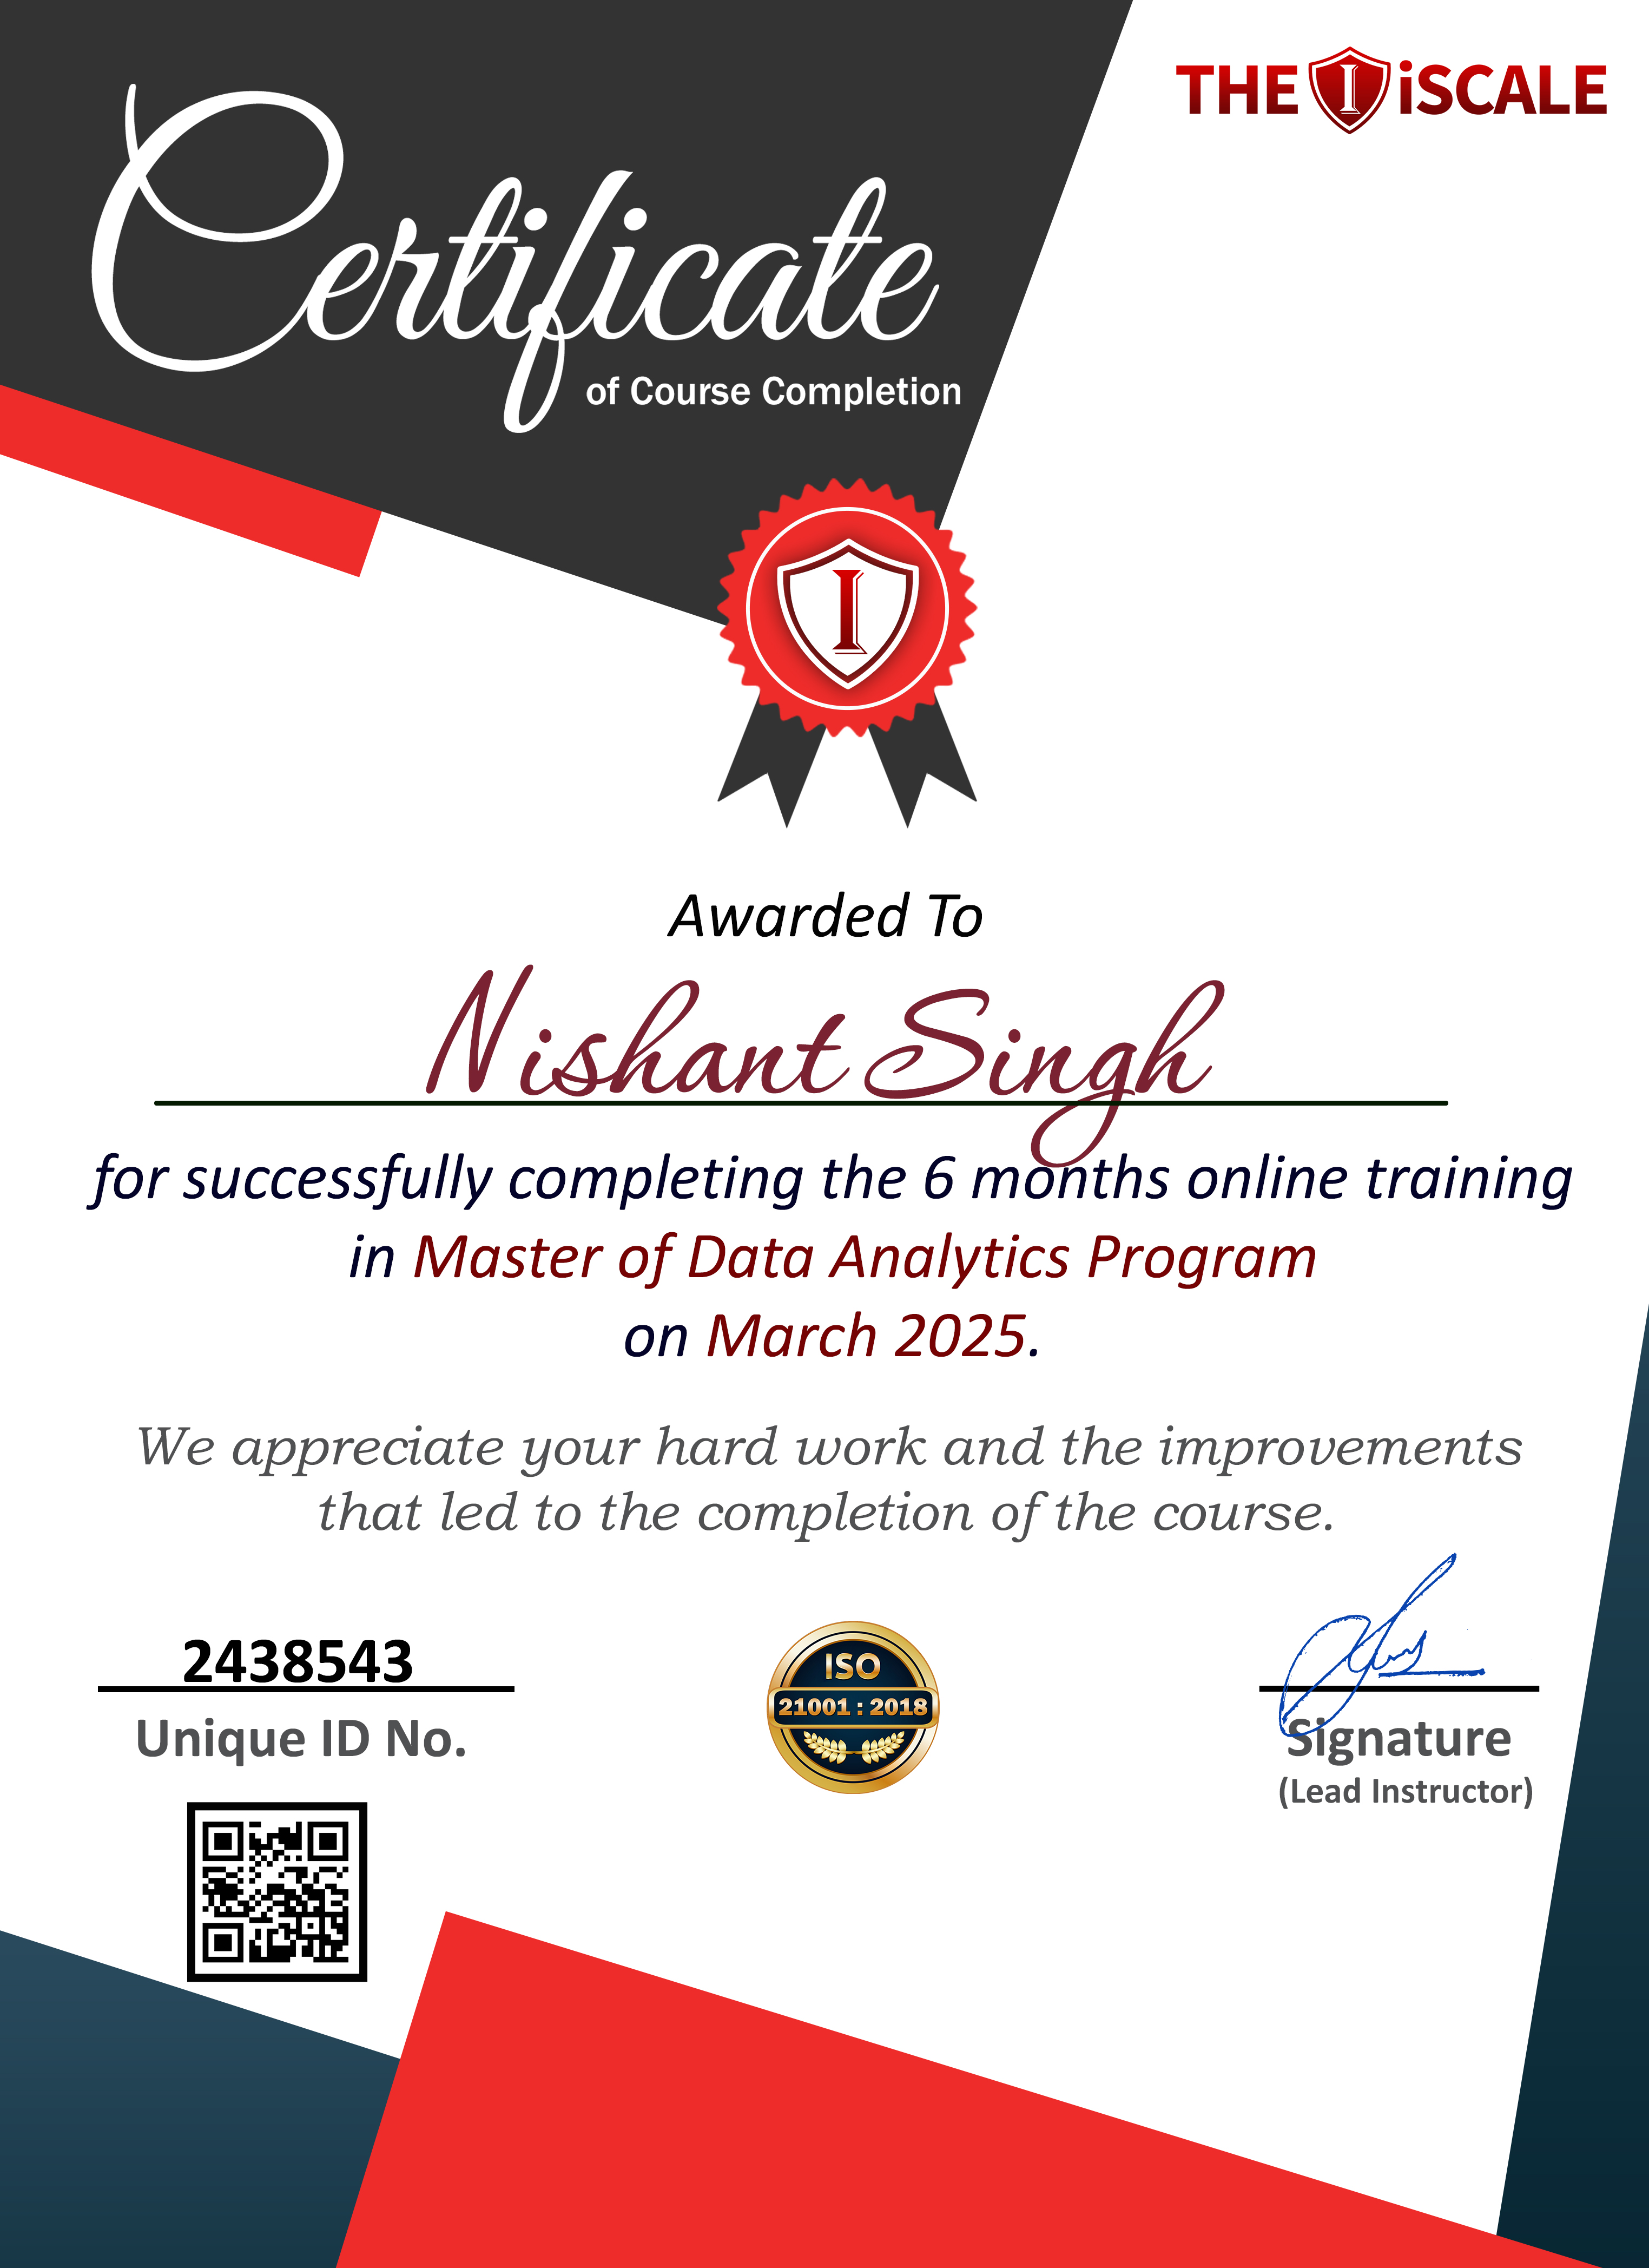 THE I iSCALE
Certificate
of Course Completion
I
Awarded To
Nishant Singh
for successfully completing the 6 months online training
in Master of Data Analytics Program
on March 2025.
We appreciate your hard work and the improvements
that led to the completion of the course.
2438543
Unique ID No.
ISO
21001 : 2018
Signature
(Lead Instructor)